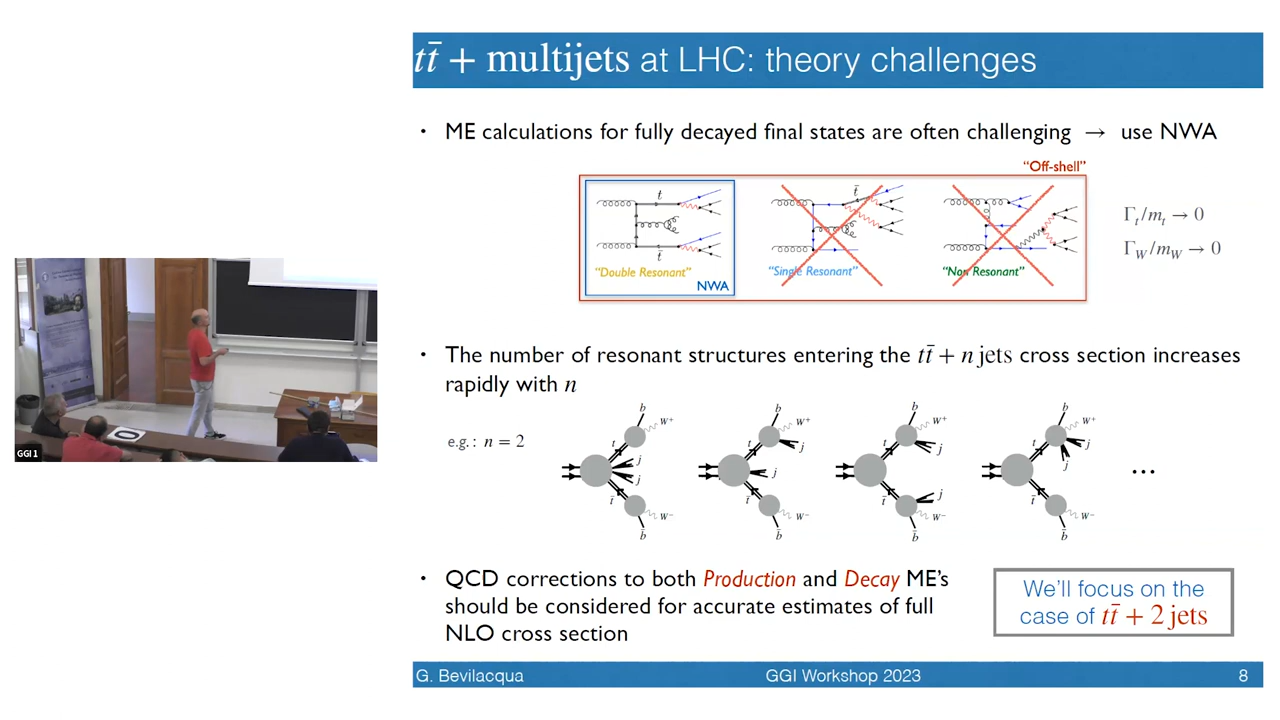 tt̄ + multijets at LHC: theory challenges
• ME calculations for fully decayed final states are often challenging → use NWA
"Off-shell"
t
t̄
"Double Resonant"
NWA
t̄
"Single Resonant"
"Non Resonant"
Γt/mt → 0
ΓW/mW → 0
• The number of resonant structures entering the tt̄ + n jets cross section increases
rapidly with n
e.g.: n = 2
b W+ t j j t̄ W− b̄
b W+ t j j t̄ W− b̄
b W+ t j j t̄ W− b̄
b W+ t j j t̄ W− b̄
...
• QCD corrections to both Production and Decay ME's
should be considered for accurate estimates of full
NLO cross section
We'll focus on the
case of tt̄ + 2 jets
G. Bevilacqua GGI Workshop 2023 8
GGI 1